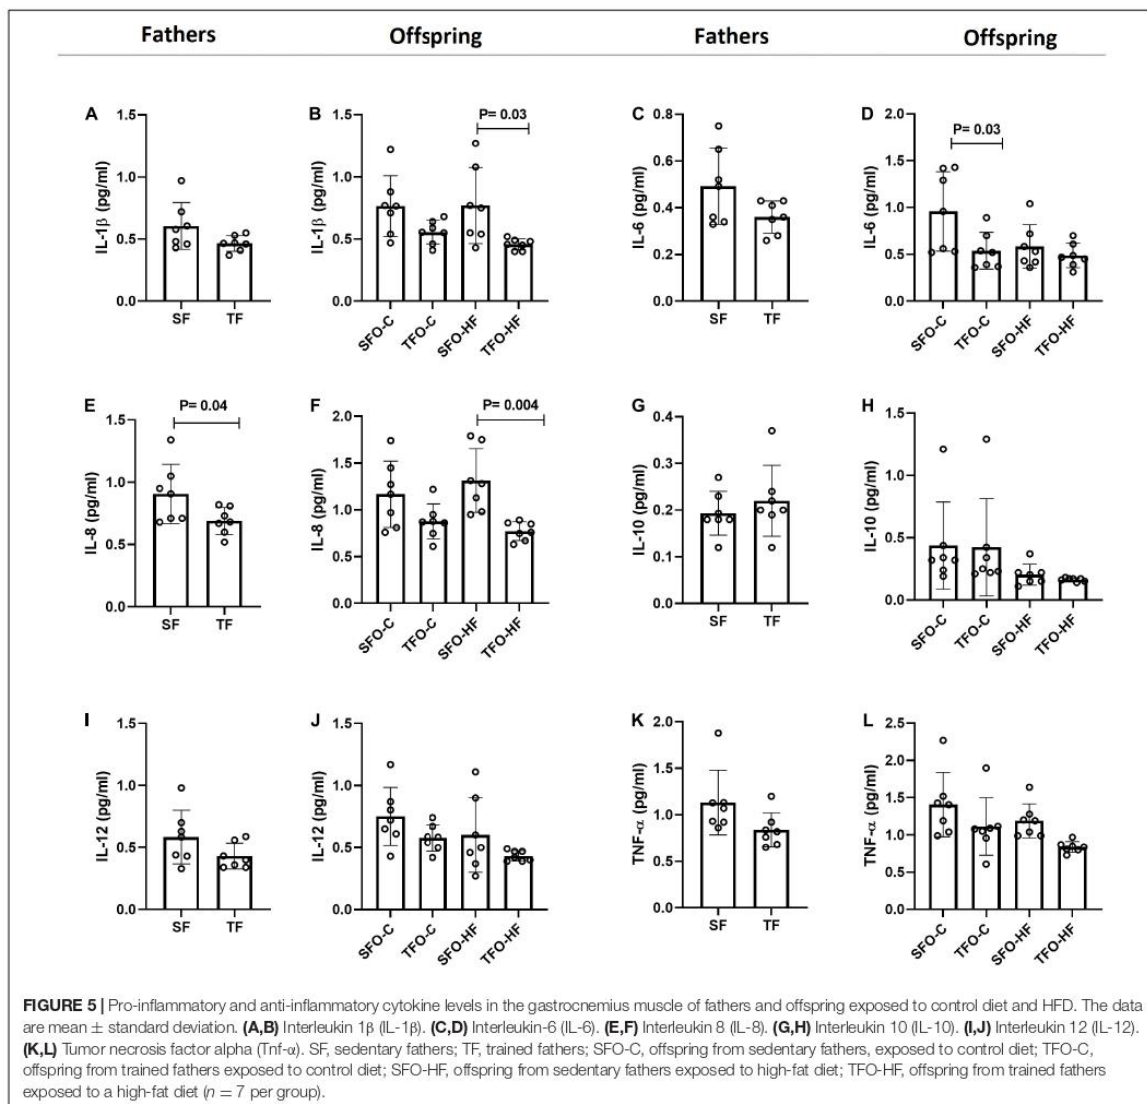 Fathers Offspring Fathers Offspring
A
1.5
1.0
0.5
0.0
IL-1β (pg/ml)
SF TF
B
1.5
1.0
0.5
0.0
IL-1β (pg/ml)
P= 0.03
SFO-C TFO-C SFO-HF TFO-HF
C
0.8
0.6
0.4
0.2
0.0
IL-6 (pg/ml)
SF TF
D
2.0
1.5
1.0
0.5
0.0
IL-6 (pg/ml)
P= 0.03
SFO-C TFO-C SFO-HF TFO-HF
E
1.5
1.0
0.5
0.0
IL-8 (pg/ml)
P= 0.04
SF TF
F
2.0
1.5
1.0
0.5
0.0
IL-8 (pg/ml)
P= 0.004
SFO-C TFO-C SFO-HF TFO-HF
G
0.4
0.3
0.2
0.1
0.0
IL-10 (pg/ml)
SF TF
H
1.5
1.0
0.5
0.0
IL-10 (pg/ml)
SFO-C TFO-C SFO-HF TFO-HF
I
1.5
1.0
0.5
0.0
IL-12 (pg/ml)
SF TF
J
1.5
1.0
0.5
0.0
IL-12 (pg/ml)
SFO-C TFO-C SFO-HF TFO-HF
K
2.0
1.5
1.0
0.5
0.0
TNF-α (pg/ml)
SF TF
L
2.5
2.0
1.5
1.0
0.5
0.0
TNF-α (pg/ml)
SFO-C TFO-C SFO-HF TFO-HF
FIGURE 5 | Pro-inflammatory and anti-inflammatory cytokine levels in the gastrocnemius muscle of fathers and offspring exposed to control diet and HFD. The data
are mean ± standard deviation. (A,B) Interleukin 1β (IL-1β). (C,D) Interleukin-6 (IL-6). (E,F) Interleukin 8 (IL-8). (G,H) Interleukin 10 (IL-10). (I,J) Interleukin 12 (IL-12).
(K,L) Tumor necrosis factor alpha (Tnf-α). SF, sedentary fathers; TF, trained fathers; SFO-C, offspring from sedentary fathers, exposed to control diet; TFO-C,
offspring from trained fathers exposed to control diet; SFO-HF, offspring from sedentary fathers exposed to high-fat diet; TFO-HF, offspring from trained fathers
exposed to a high-fat diet (n = 7 per group).